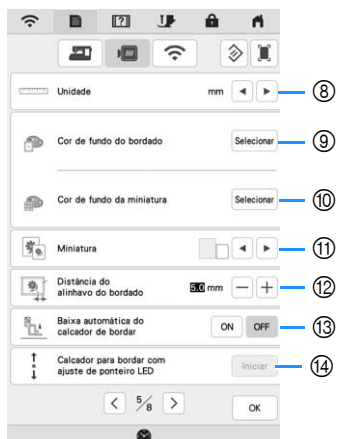 ?
Unidade mm ⑧
Cor de fundo do bordado Selecionar ⑨
Cor de fundo da miniatura Selecionar ⑩
Miniatura ⑪
Distância do
alinhavo do bordado 5.0 mm − + ⑫
Baixa automática do
calcador de bordar ON OFF ⑬
Calcador para bordar com
ajuste de ponteiro LED Iniciar ⑭
< 5/8 > OK